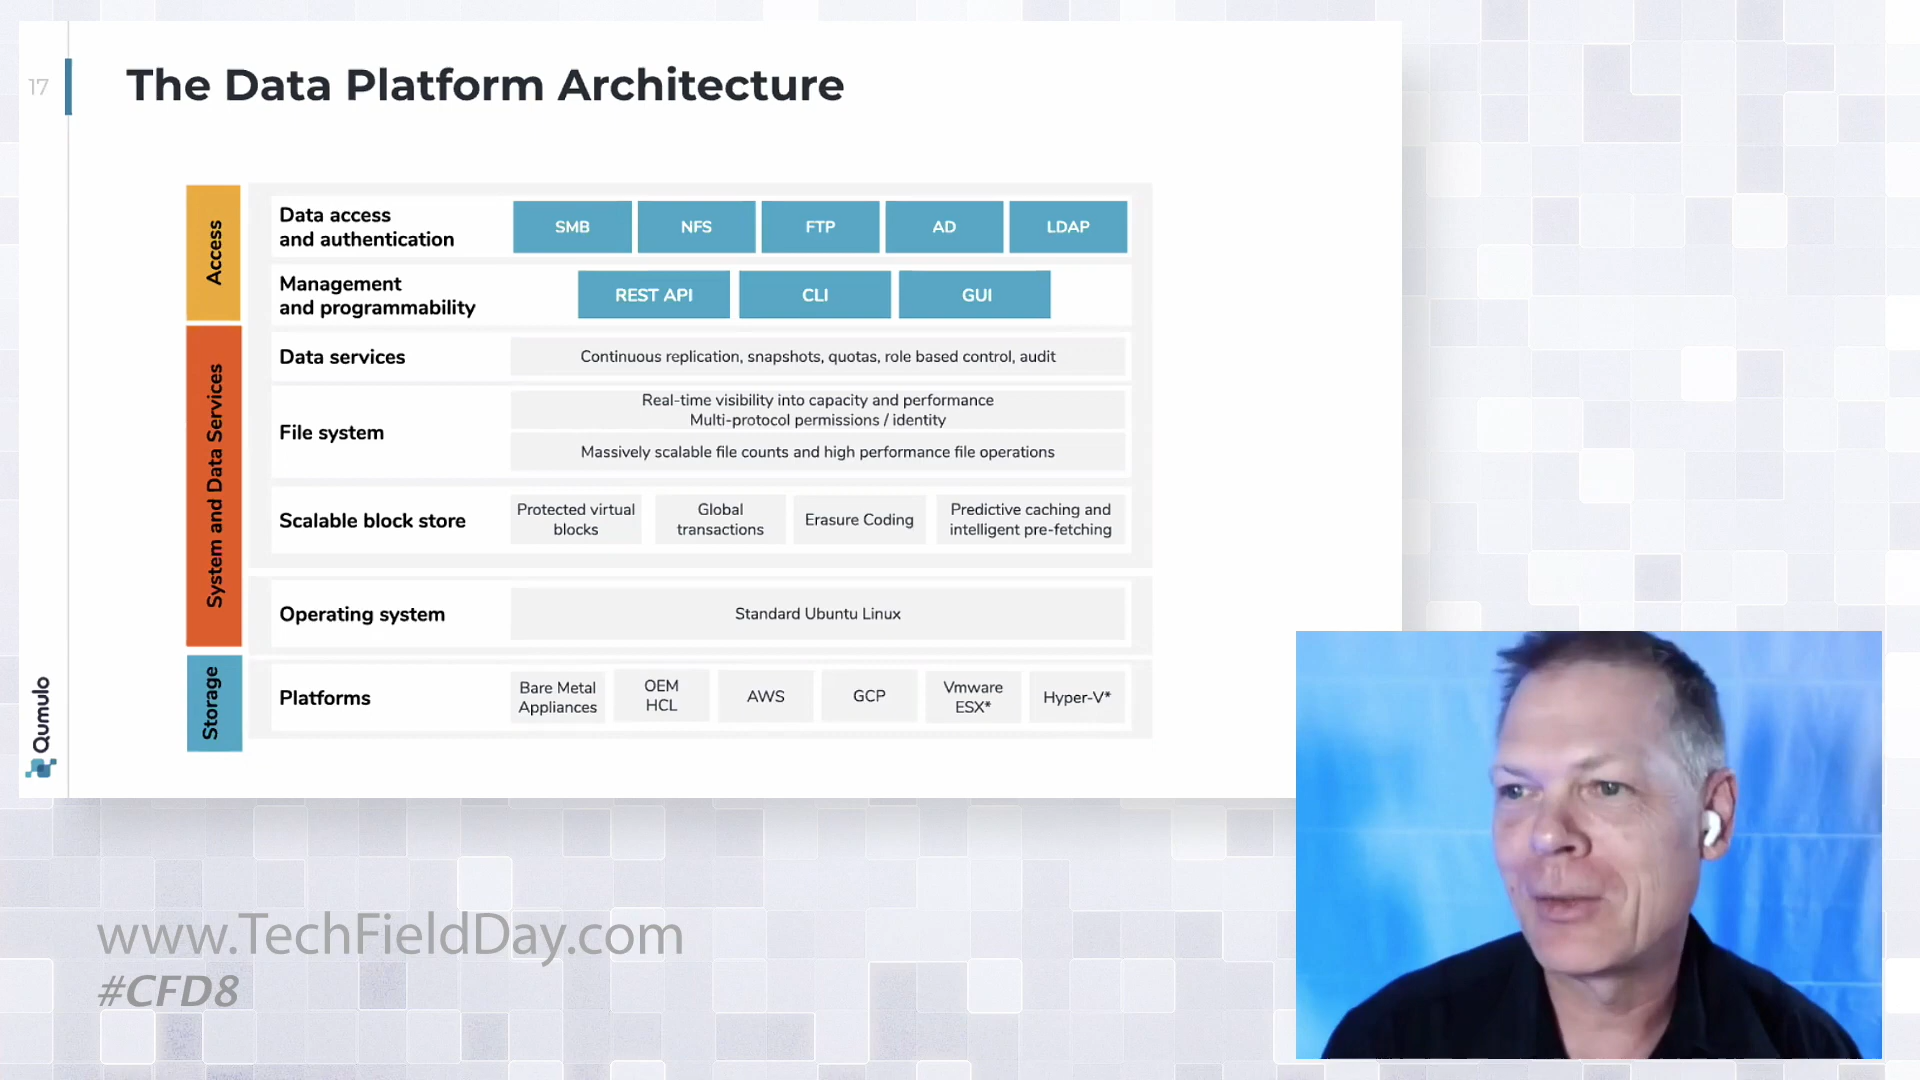 17
The Data Platform Architecture
Access
Data access
and authentication
SMB
NFS
FTP
AD
LDAP
Management
and programmability
REST API
CLI
GUI
System and Data Services
Data services
Continuous replication, snapshots, quotas, role based control, audit
File system
Real-time visibility into capacity and performance
Multi-protocol permissions / identity
Massively scalable file counts and high performance file operations
Scalable block store
Protected virtual
blocks
Global
transactions
Erasure Coding
Predictive caching and
intelligent pre-fetching
Operating system
Standard Ubuntu Linux
Storage
Platforms
Bare Metal
Appliances
OEM
HCL
AWS
GCP
Vmware
ESX*
Hyper-V*
Qumulo
www.TechFieldDay.com
#CFD8